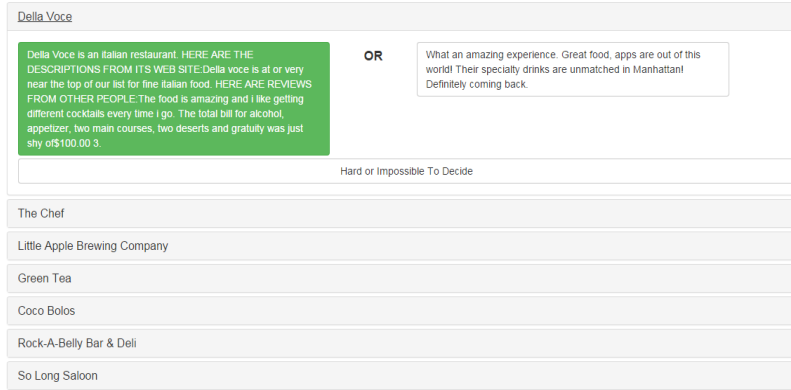 Della Voce
Della Voce is an italian restaurant. HERE ARE THE
DESCRIPTIONS FROM ITS WEB SITE:Della voce is at or very
near the top of our list for fine italian food. HERE ARE REVIEWS
FROM OTHER PEOPLE:The food is amazing and i like getting
different cocktails every time i go. The total bill for alcohol,
appetizer, two main courses, two deserts and gratuity was just
shy of$100.00 3.
OR
What an amazing experience. Great food, apps are out of this
world! Their specialty drinks are unmatched in Manhattan!
Definitely coming back.
Hard or Impossible To Decide
The Chef
Little Apple Brewing Company
Green Tea
Coco Bolos
Rock-A-Belly Bar & Deli
So Long Saloon